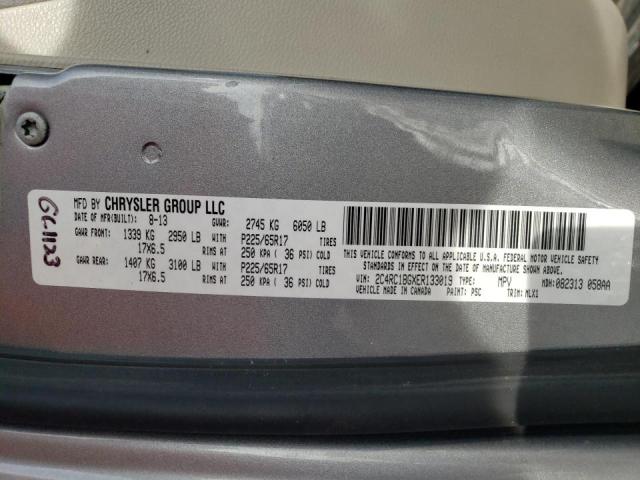 GL1123
MFD BY CHRYSLER GROUP LLC
DATE OF MFR(BUILT): 8-13 GVWR: 2745 KG 6050 LB
GAWR FRONT: 1339 KG 2950 LB WITH P225/65R17 TIRES
17X6.5 RIMS AT 250 KPA ( 36 PSI) COLD
GAWR REAR: 1407 KG 3100 LB WITH P225/65R17 TIRES
17X6.5 RIMS AT 250 KPA ( 36 PSI) COLD
THIS VEHICLE CONFORMS TO ALL APPLICABLE U.S.A. FEDERAL MOTOR VEHICLE SAFETY
STANDARDS IN EFFECT ON THE DATE OF MANUFACTURE SHOWN ABOVE.
VIN: 2C4RC1BGXER133019 TYPE: MPV MDH: 082313 058AA
VEHICLE MADE IN CANADA PAINT: PSC TRIM: MLX1